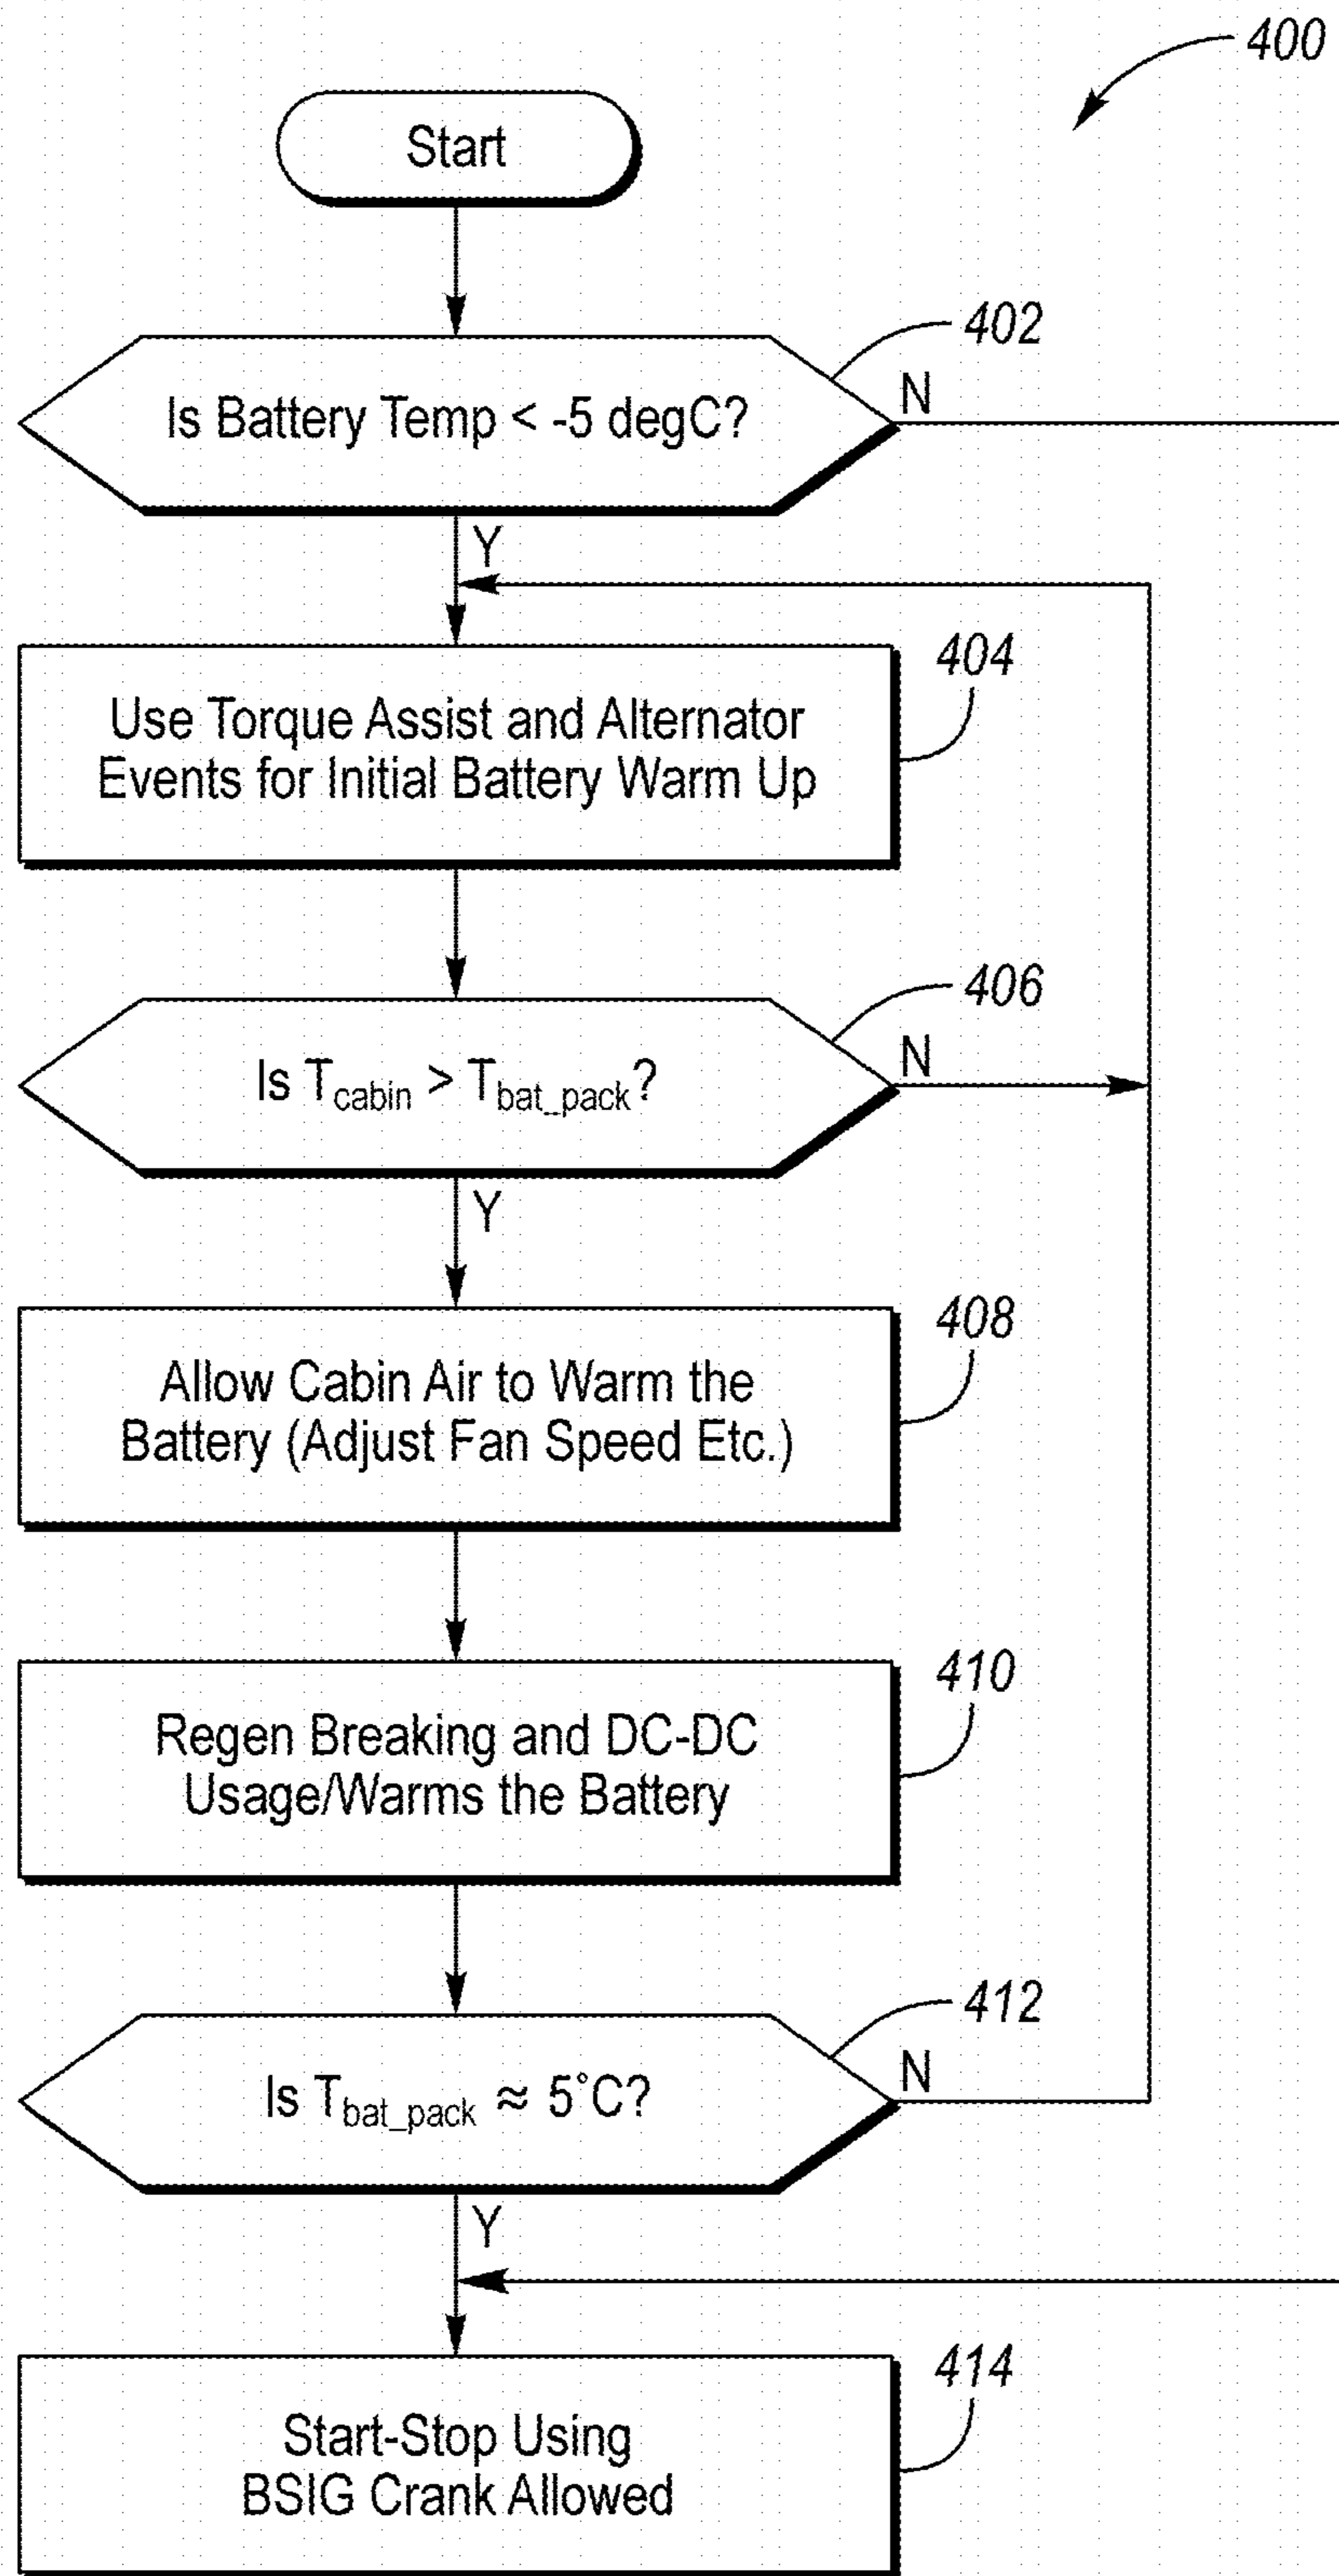 400
Start
402
Is Battery Temp < -5 degC?
N
Y
404
Use Torque Assist and Alternator
Events for Initial Battery Warm Up
406
Is Tcabin > Tbat_pack?
N
Y
408
Allow Cabin Air to Warm the
Battery (Adjust Fan Speed Etc.)
410
Regen Breaking and DC-DC
Usage/Warms the Battery
412
Is Tbat_pack ≈ 5°C?
N
Y
414
Start-Stop Using
BSIG Crank Allowed